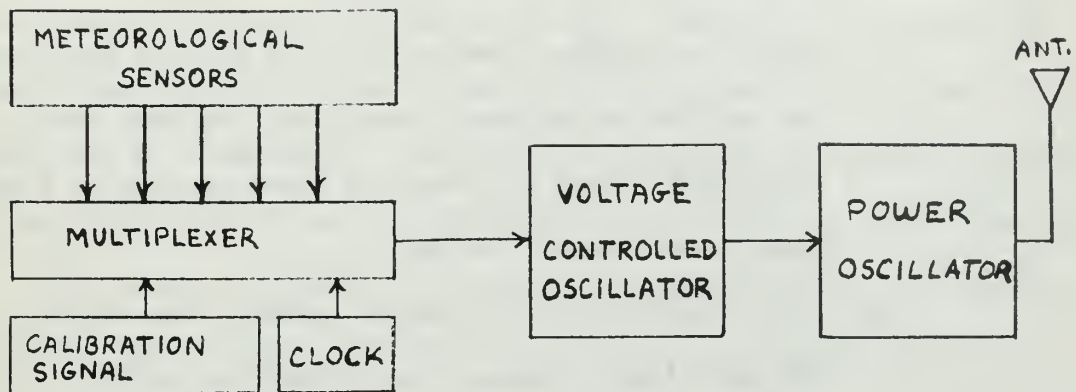 METEOROLOGICAL
SENSORS
ANT.
MULTIPLEXER
VOLTAGE
CONTROLLED
OSCILLATOR
POWER
OSCILLATOR
CALIBRATION
SIGNAL
CLOCK